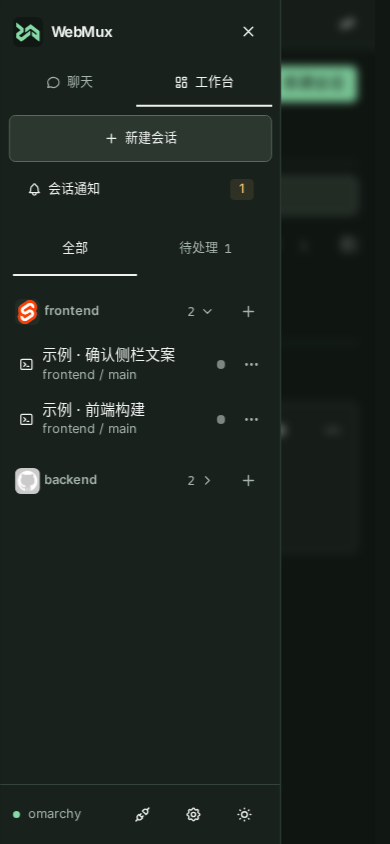 WebMux
聊天
工作台
新建会话
会话通知
1
全部
待处理 1
frontend
2
示例 · 确认侧栏文案
frontend / main
示例 · 前端构建
frontend / main
backend
2
omarchy